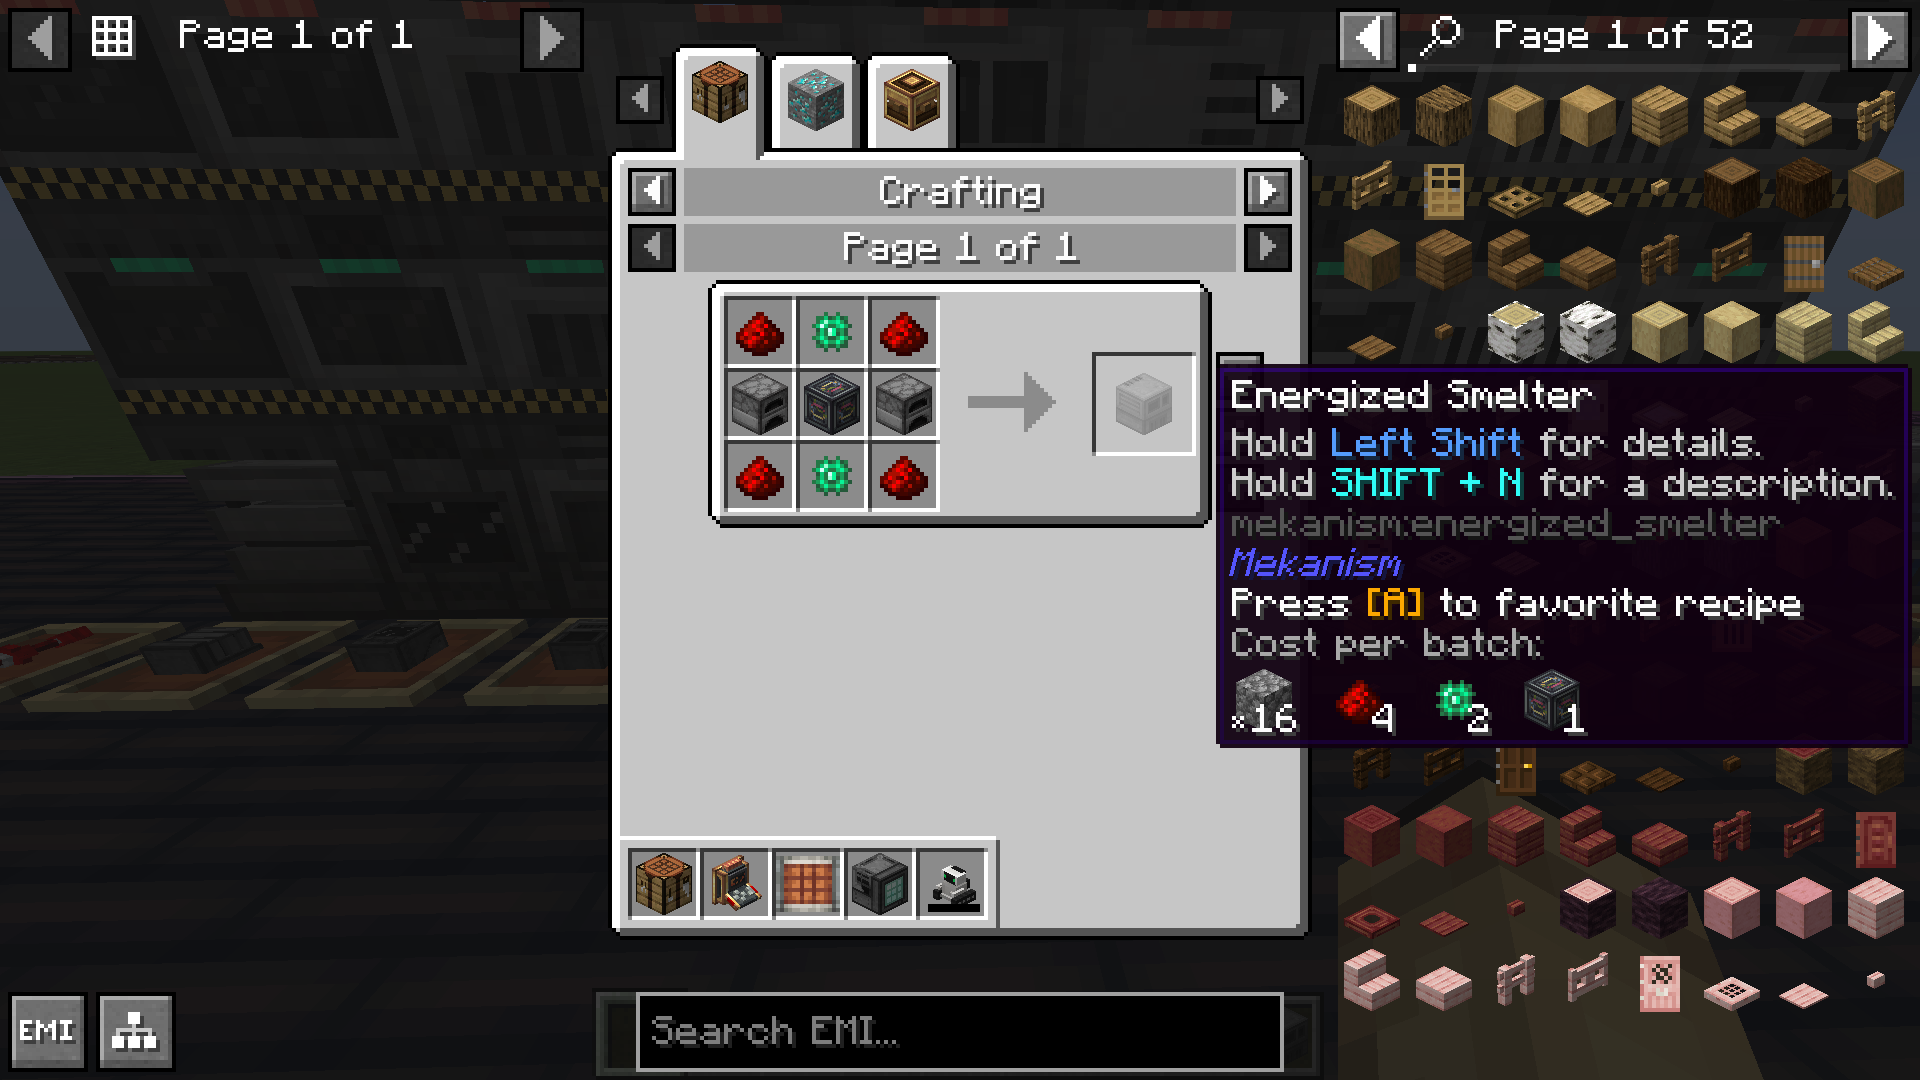 Page 1 of 1
Page 1 of 52
Crafting
Page 1 of 1
Energized Smelter
Hold Left Shift for details.
Hold SHIFT + N for a description.
mekanism:energized_smelter
Mekanism
Press [A] to favorite recipe
Cost per batch:
×16 4 2 1
EMI
Search EMI...